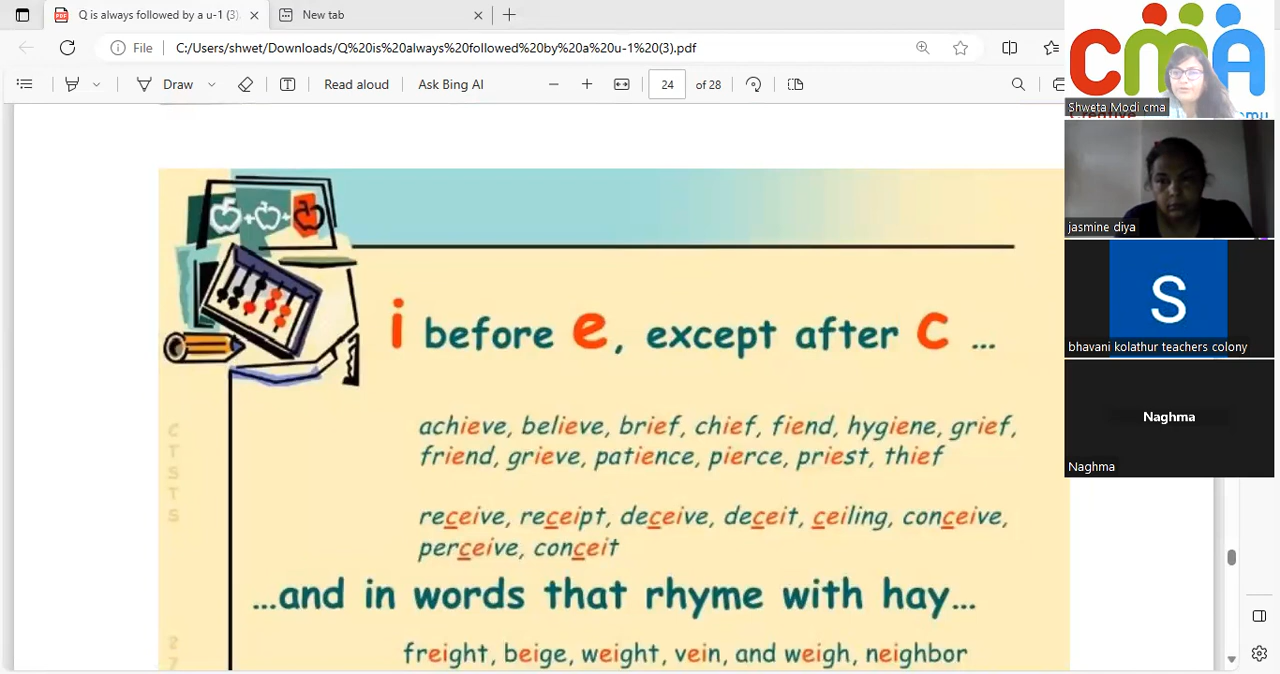 Q is always followed by a u-1 (3).
New tab
File
C:/Users/shwet/Downloads/Q%20is%20always%20followed%20by%20a%20u-1%20(3).pdf
Draw
Read aloud
Ask Bing AI
24
of 28
cmA
Shweta Modi cma
jasmine diya
S
bhavani kolathur teachers colony
Naghma
Naghma
i before e, except after c ...
achieve, believe, brief, chief, fiend, hygiene, grief,
friend, grieve, patience, pierce, priest, thief
receive, receipt, deceive, deceit, ceiling, conceive,
perceive, conceit
...and in words that rhyme with hay...
freight, beige, weight, vein, and weigh, neighbor
C
T
S
T
S
2
7